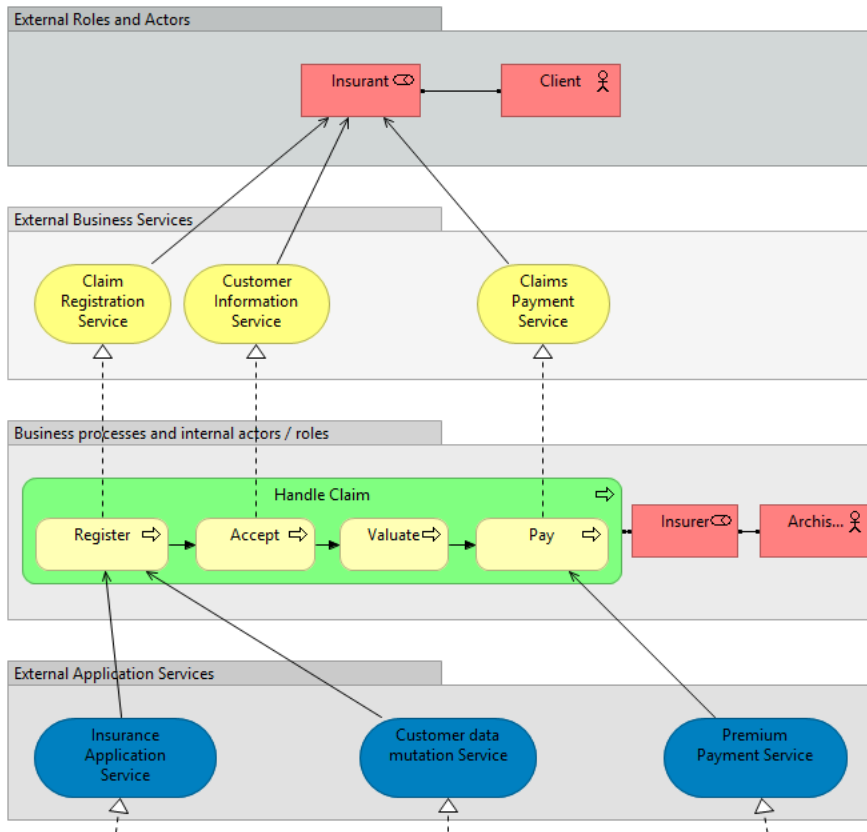 External Roles and Actors
Insurant
Client
External Business Services
Claim
Registration
Service
Customer
Information
Service
Claims
Payment
Service
Business processes and internal actors / roles
Handle Claim
Register
Accept
Valuate
Pay
Insurer
Archis...
External Application Services
Insurance
Application
Service
Customer data
mutation Service
Premium
Payment Service